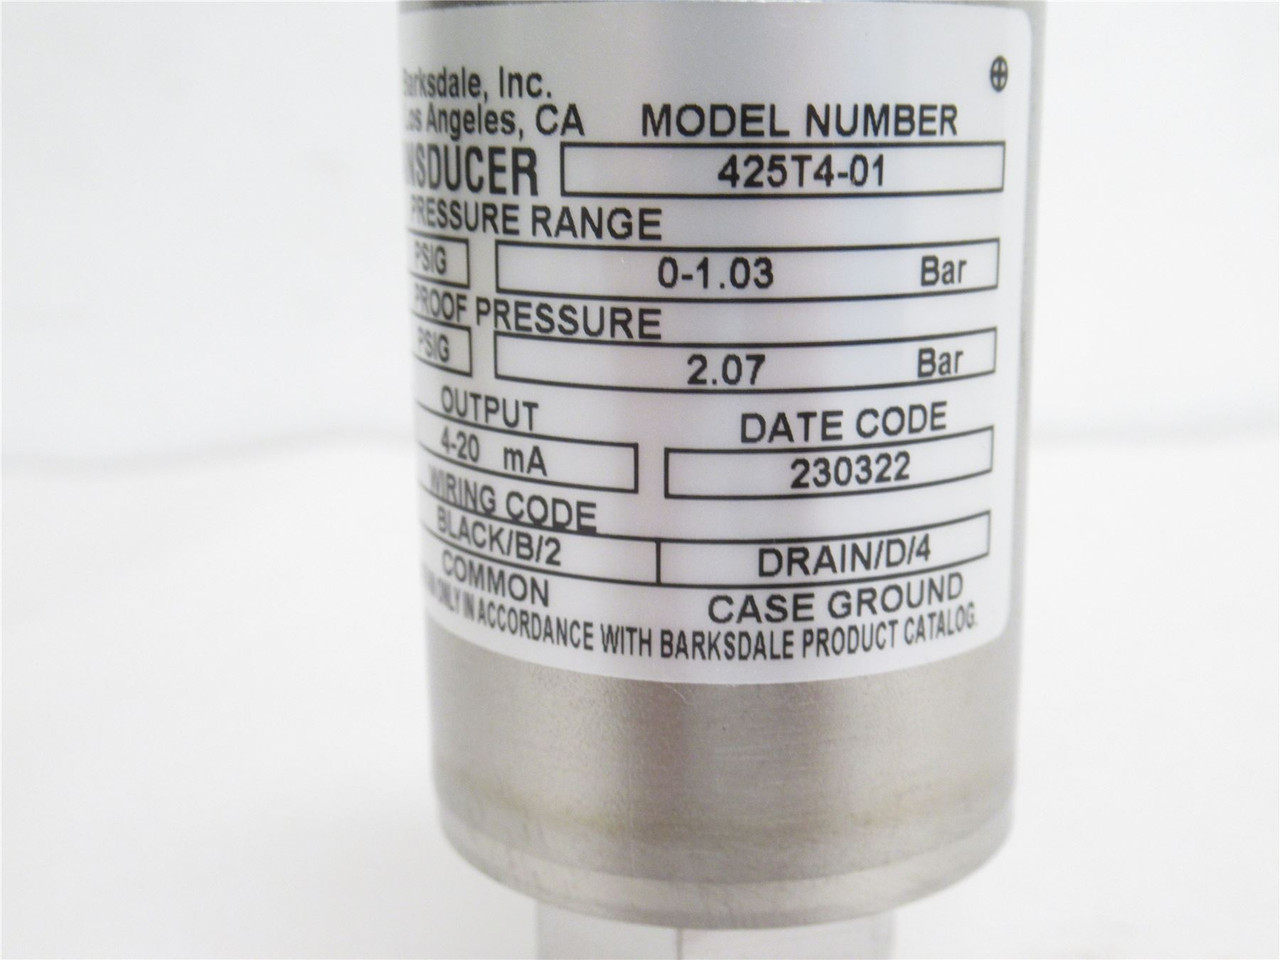 Barksdale, Inc.
Los Angeles, CA MODEL NUMBER
NSDUCER 425T4-01
PRESSURE RANGE
PSIG 0-1.03 Bar
PROOF PRESSURE
PSIG 2.07 Bar
OUTPUT DATE CODE
4-20 mA 230322
WIRING CODE
BLACK/B/2 DRAIN/D/4
COMMON CASE GROUND
ONLY IN ACCORDANCE WITH BARKSDALE PRODUCT CATALOG.